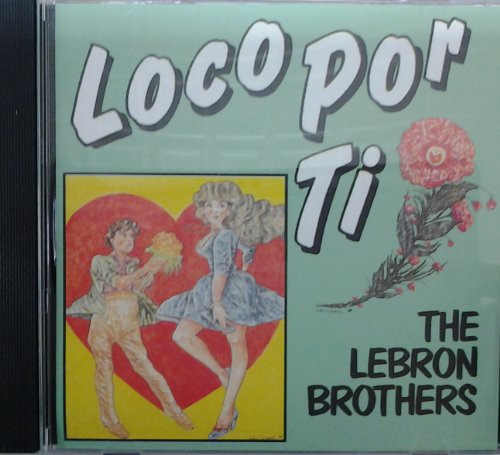 Loco Por
Ti
THE
LEBRON
BROTHERS